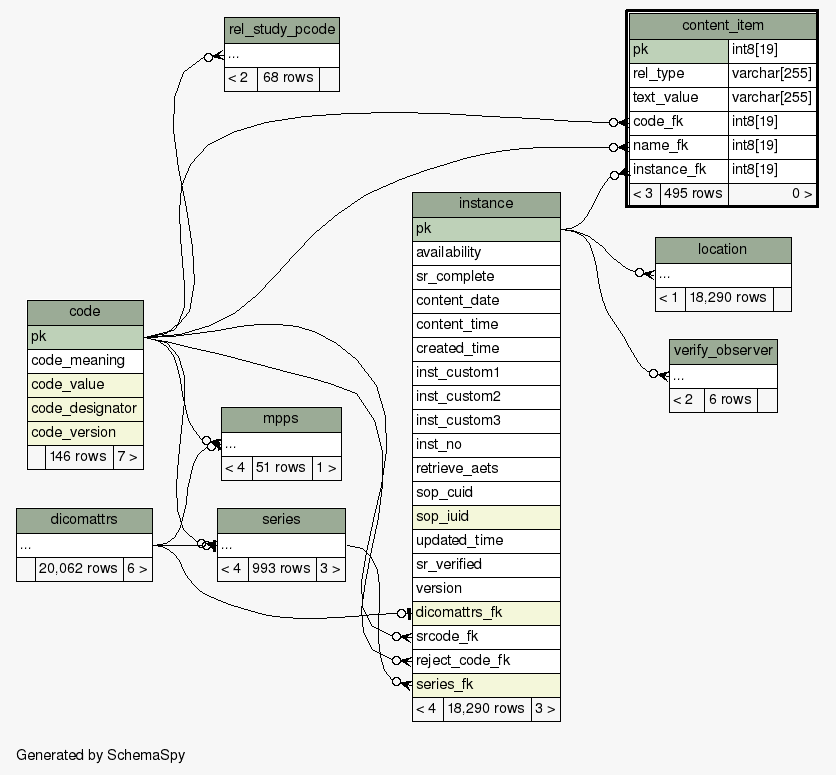 rel_study_pcode
...
< 2 68 rows
content_item
pk int8[19]
rel_type varchar[255]
text_value varchar[255]
code_fk int8[19]
name_fk int8[19]
instance_fk int8[19]
< 3 495 rows 0 >
instance
pk
availability
sr_complete
content_date
content_time
created_time
inst_custom1
inst_custom2
inst_custom3
inst_no
retrieve_aets
sop_cuid
sop_iuid
updated_time
sr_verified
version
dicomattrs_fk
srcode_fk
reject_code_fk
series_fk
< 4 18,290 rows 3 >
location
...
< 1 18,290 rows
verify_observer
...
< 2 6 rows
code
pk
code_meaning
code_value
code_designator
code_version
146 rows 7 >
mpps
...
< 4 51 rows 1 >
dicomattrs
...
20,062 rows 6 >
series
...
< 4 993 rows 3 >
Generated by SchemaSpy